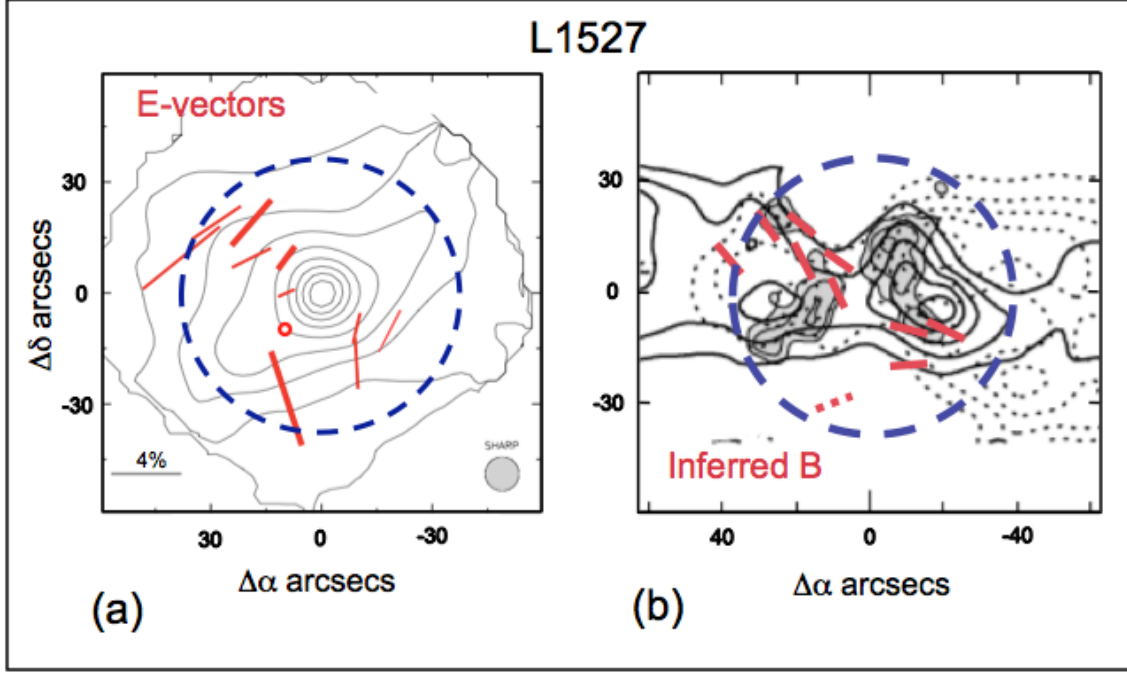 L1527
E-vectors
30
0
-30
Δδ arcsecs
4%
SHARP
30 0 -30
Δα arcsecs
(a)
30
0
-30
Inferred B
40 0 -40
Δα arcsecs
(b)